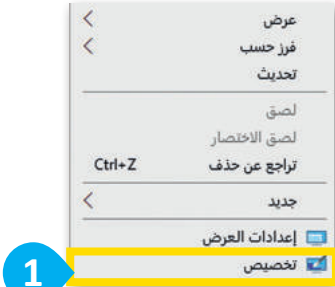 عرض
فرز حسب
تحديث
لصق
لصق الاختصار
تراجع عن حذف Ctrl+Z
جديد
إعدادات العرض
تخصيص
1